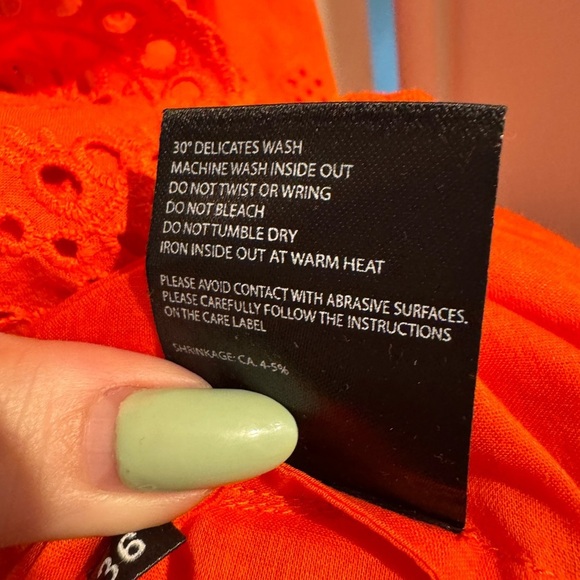 30° DELICATES WASH
MACHINE WASH INSIDE OUT
DO NOT TWIST OR WRING
DO NOT BLEACH
DO NOT TUMBLE DRY
IRON INSIDE OUT AT WARM HEAT
PLEASE AVOID CONTACT WITH ABRASIVE SURFACES.
PLEASE CAREFULLY FOLLOW THE INSTRUCTIONS
ON THE CARE LABEL
SHRINKAGE: CA. 4-5%
36